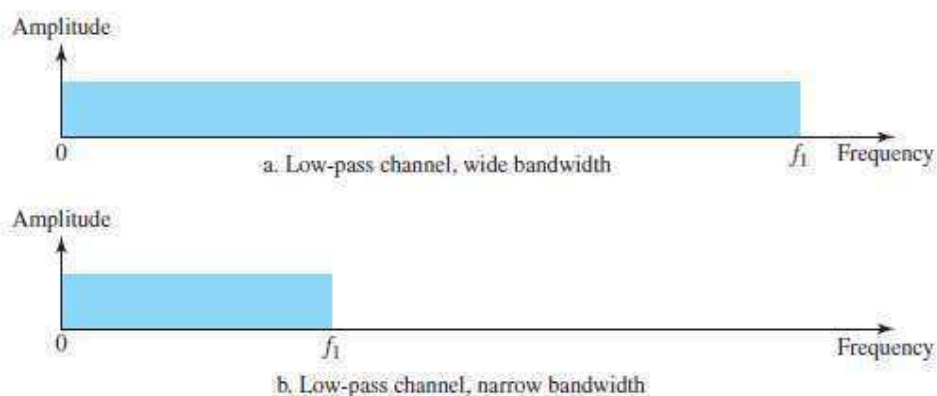 Amplitude
0
f₁
Frequency
a. Low-pass channel, wide bandwidth
Amplitude
0
f₁
Frequency
b. Low-pass channel, narrow bandwidth